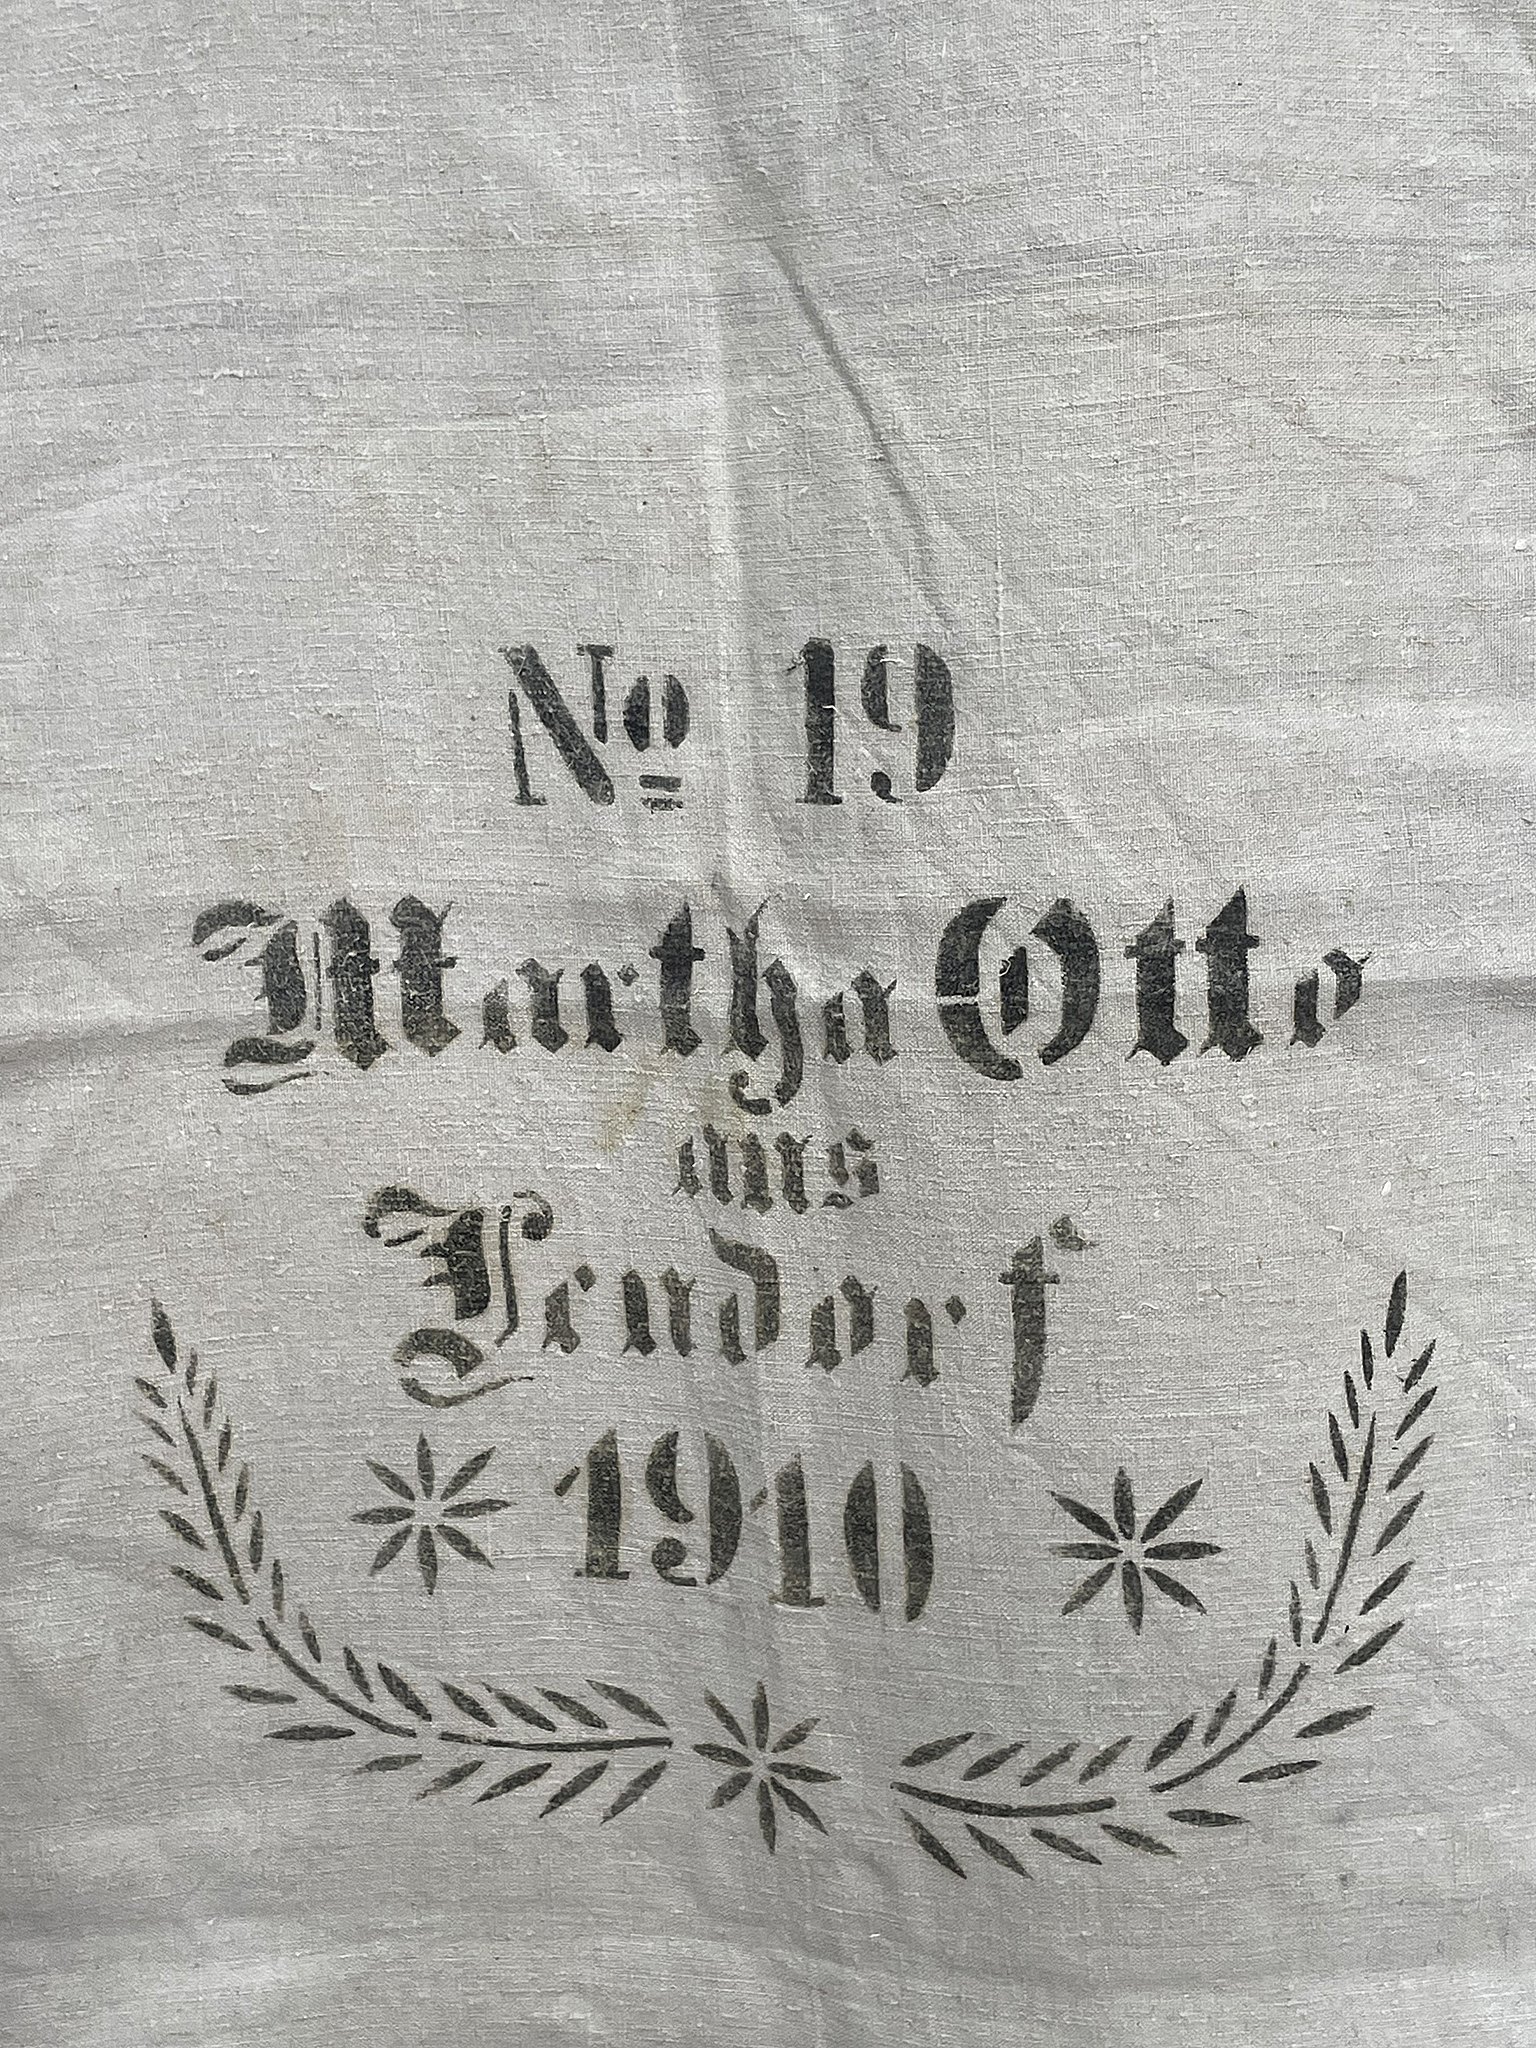 No 19
Martha Otto
aus
Lendorf
1910